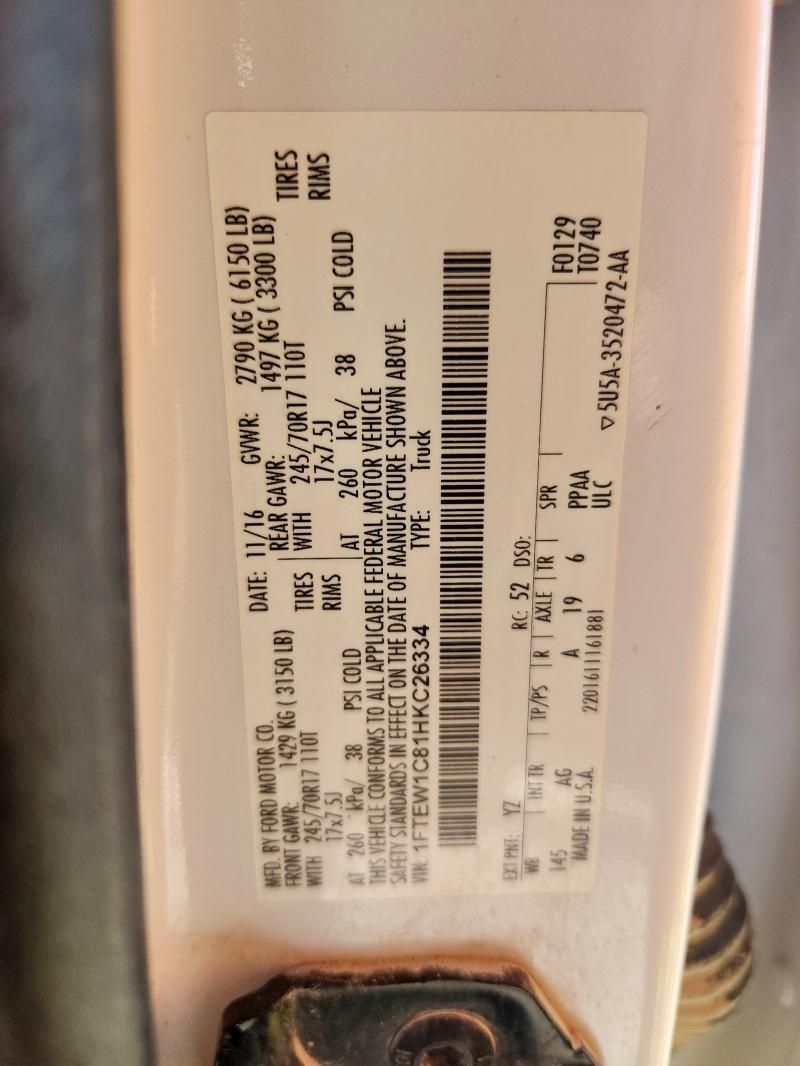 MFD. BY FORD MOTOR CO.
DATE: 11/16 GVWR: 2790 KG ( 6150 LB)
FRONT GAWR: 1429 KG ( 3150 LB) REAR GAWR: 1497 KG ( 3300 LB)
WITH 245/70R17 110T TIRES WITH 245/70R17 110T TIRES
17x7.5J RIMS 17x7.5J RIMS
AT 260 kPa/ 38 PSI COLD AT 260 kPa/ 38 PSI COLD
THIS VEHICLE CONFORMS TO ALL APPLICABLE FEDERAL MOTOR VEHICLE
SAFETY STANDARDS IN EFFECT ON THE DATE OF MANUFACTURE SHOWN ABOVE.
VIN: 1FTEW1C81HKC26334 TYPE: Truck
EXT PNT: YZ RC: 52 DSO:
WB INT TR TP/PS R AXLE TR SPR F0129
145 AG A 19 6 PPAA T0740
MADE IN U.S.A. 2201611161881 ULC ▽5U5A-3520472-AA